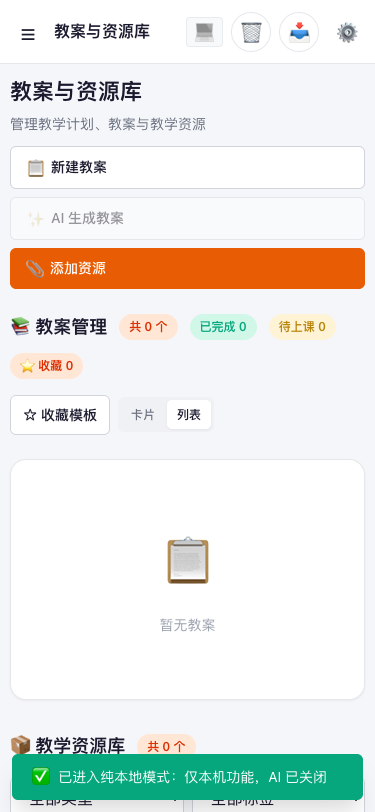 教案与资源库
教案与资源库
管理教学计划、教案与教学资源
新建教案
AI 生成教案
添加资源
教案管理 共 0 个 已完成 0 待上课 0
收藏 0
☆ 收藏模板 卡片 列表
暂无教案
教学资源库 共 0 个
已进入纯本地模式：仅本机功能，AI 已关闭